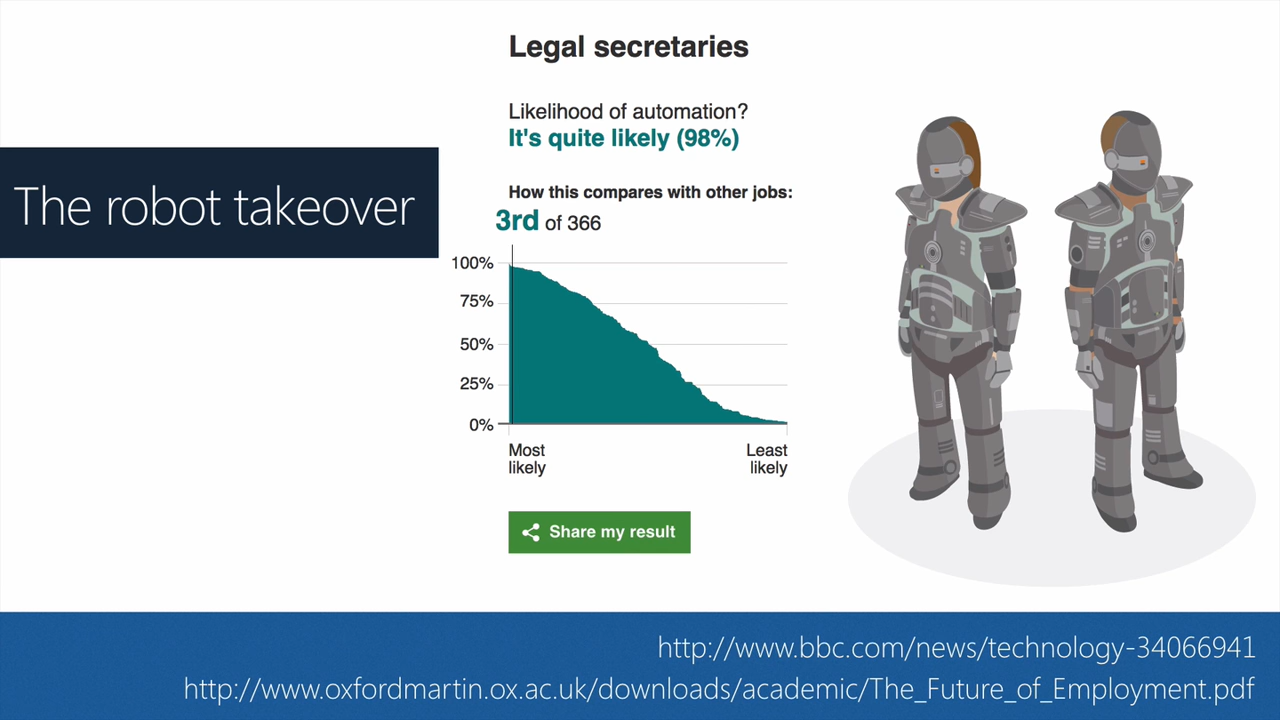 Legal secretaries
Likelihood of automation?
It's quite likely (98%)
The robot takeover
How this compares with other jobs:
3rd of 366
100%
75%
50%
25%
0%
Most
likely
Least
likely
Share my result
http://www.bbc.com/news/technology-34066941
http://www.oxfordmartin.ox.ac.uk/downloads/academic/The_Future_of_Employment.pdf